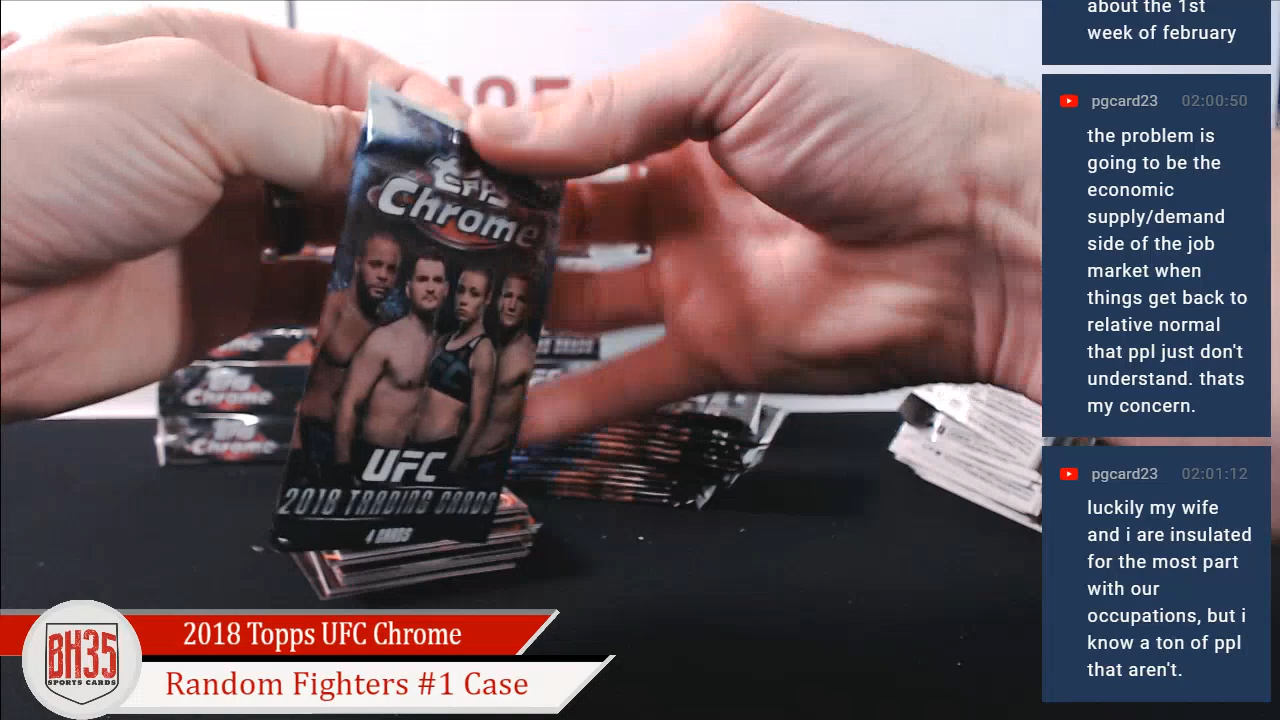 about the 1st
week of february
pgcard23 02:00:50
the problem is
going to be the
economic
supply/demand
side of the job
market when
things get back to
relative normal
that ppl just don't
understand. thats
my concern.
pgcard23 02:01:12
luckily my wife
and i are insulated
for the most part
with our
occupations, but i
know a ton of ppl
that aren't.
Topps
Chrome
UFC
2018 TRADING CARDS
4 CARDS
Chrome
Topps
Chrome
BH35
SPORTS CARDS
2018 Topps UFC Chrome
Random Fighters #1 Case